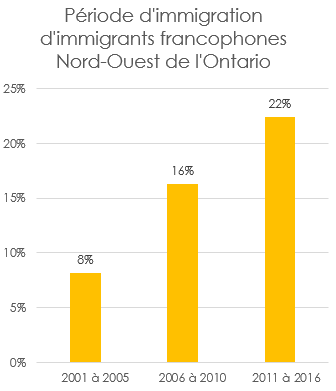 Période d'immigration
d'immigrants francophones
Nord-Ouest de l'Ontario
25%
22%
20%
16%
15%
10%
8%
5%
0%
2001 à 2005 2006 à 2010 2011 à 2016